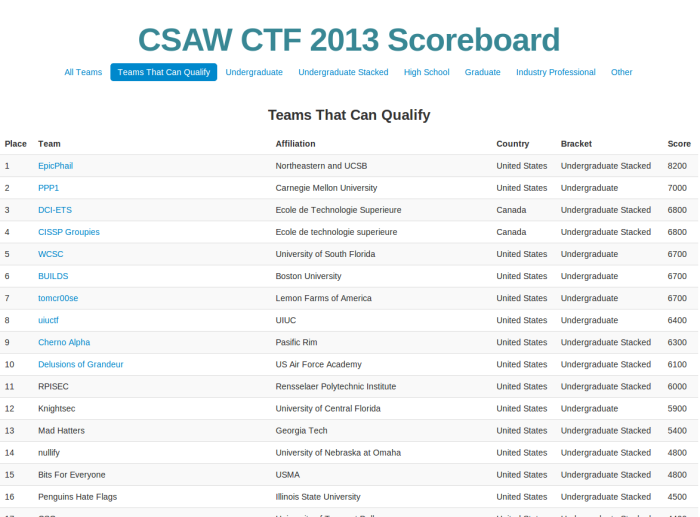 CSAW CTF 2013 Scoreboard
All Teams Teams That Can Qualify Undergraduate Undergraduate Stacked High School Graduate Industry Professional Other
Teams That Can Qualify
Place Team Affiliation Country Bracket Score
1 EpicPhail Northeastern and UCSB United States Undergraduate Stacked 8200
2 PPP1 Carnegie Mellon University United States Undergraduate 7000
3 DCI-ETS Ecole de Technologie Superieure Canada Undergraduate Stacked 6800
4 CISSP Groupies Ecole de technologie superieure Canada Undergraduate Stacked 6800
5 WCSC University of South Florida United States Undergraduate 6700
6 BUILDS Boston University United States Undergraduate 6700
7 tomcr00se Lemon Farms of America United States Undergraduate 6700
8 uiuctf UIUC United States Undergraduate 6400
9 Cherno Alpha Pasific Rim United States Undergraduate Stacked 6300
10 Delusions of Grandeur US Air Force Academy United States Undergraduate Stacked 6100
11 RPISEC Rensselaer Polytechnic Institute United States Undergraduate Stacked 6000
12 Knightsec University of Central Florida United States Undergraduate 5900
13 Mad Hatters Georgia Tech United States Undergraduate Stacked 5400
14 nullify University of Nebraska at Omaha United States Undergraduate Stacked 4800
15 Bits For Everyone USMA United States Undergraduate Stacked 4800
16 Penguins Hate Flags Illinois State University United States Undergraduate Stacked 4500